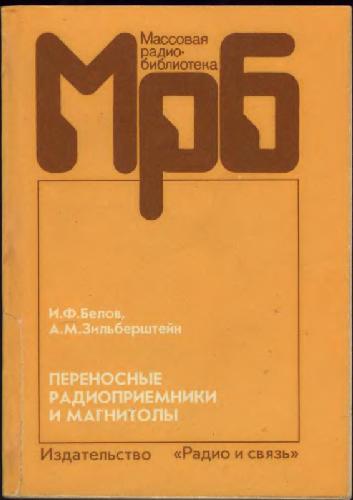 Массовая
радио-
библиотека
Мрб
И.Ф.Белов,
А.М.Зильберштейн
ПЕРЕНОСНЫЕ
РАДИОПРИЕМНИКИ
И МАГНИТОЛЫ
Издательство «Радио и связь»